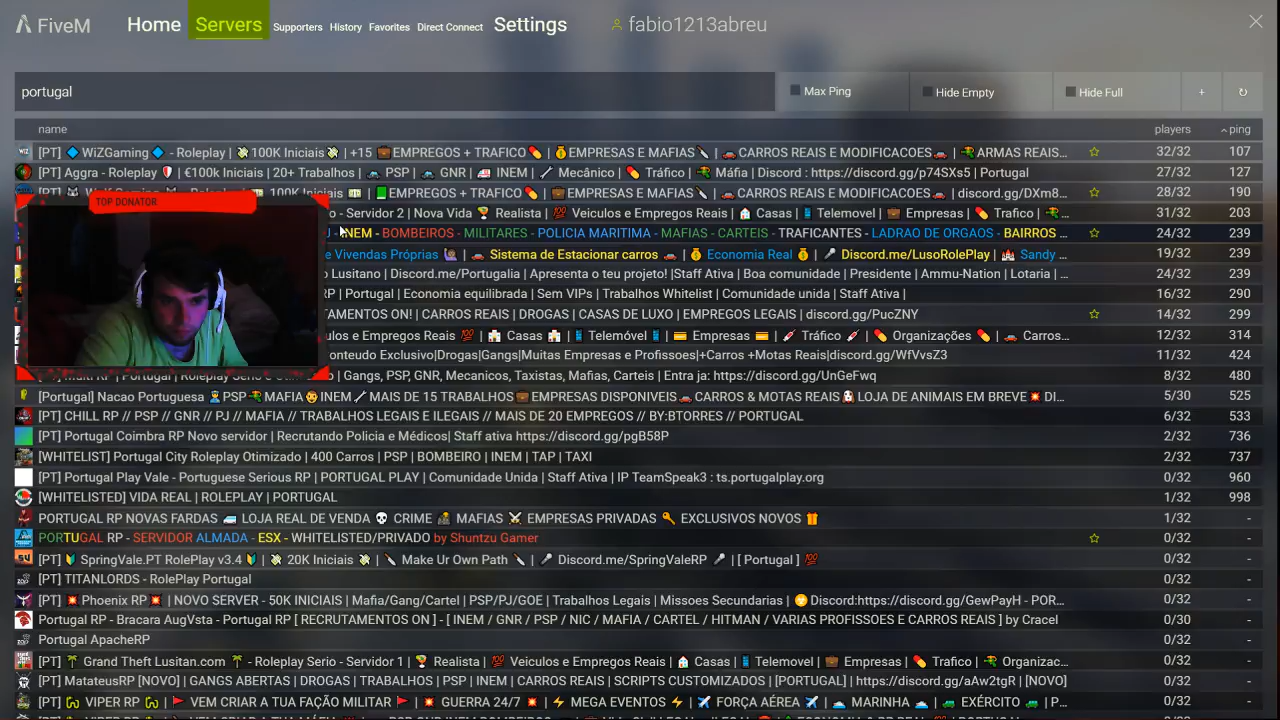 FiveM Home Servers Supporters History Favorites Direct Connect Settings fabio1213abreu
portugal Max Ping Hide Empty Hide Full +
name players ping
[PT] 🔷 WiZGaming 🔷 - Roleplay | 💸 100K Iniciais 💸 | +15 💼 EMPREGOS + TRAFICO 💊 | 💰 EMPRESAS E MAFIAS 🔪 | 🚗 CARROS REAIS E MODIFICACOES 🚗 | 🔫 ARMAS REAIS... 32/32 107
[PT] Aggra - Roleplay | €100k Iniciais | 20+ Trabalhos | 🚓 PSP | 🚓 GNR | 🚑 INEM | 🔧 Mecânico | 💊 Tráfico | 🔫 Máfia | Discord : https://discord.gg/p74SXs5 | Portugal 27/32 127
100K Iniciais | EMPREGOS + TRAFICO 💊 | 💼 EMPRESAS E MAFIAS 🔪 | 🚗 CARROS REAIS E MODIFICACOES 🚗 | discord.gg/DXm8... 28/32 190
TOP DONATOR
o - Servidor 2 | Nova Vida 🏆 Realista | 💯 Veiculos e Empregos Reais | 🏠 Casas | 📱 Telemovel | 💼 Empresas | 💊 Trafico | 🔫... 31/32 203
J - INEM - BOMBEIROS - MILITARES - POLICIA MARITIMA - MAFIAS - CARTEIS - TRAFICANTES - LADRAO DE ORGAOS - BAIRROS ... 24/32 239
e Vivendas Próprias | 🚗 Sistema de Estacionar carros 🚗 | 💰 Economia Real 💰 | 🎤 Discord.me/LusoRolePlay | Sandy ... 19/32 239
o Lusitano | Discord.me/Portugalia | Apresenta o teu projeto! |Staff Ativa | Boa comunidade | Presidente | Ammu-Nation | Lotaria | ... 24/32 239
RP | Portugal | Economia equilibrada | Sem VIPs | Trabalhos Whitelist | Comunidade unida | Staff Ativa | 16/32 290
TAMENTOS ON! | CARROS REAIS | DROGAS | CASAS DE LUXO | EMPREGOS LEGAIS | discord.gg/PucZNY 14/32 299
culos e Empregos Reais 💯 | Casas | 📱 Telemóvel | 💳 Empresas 💳 | 💉 Tráfico 💉 | 💊 Organizações 💊 | 🚗 Carros... 12/32 314
onteudo Exclusivo|Drogas|Gangs|Muitas Empresas e Profissoes|+Carros +Motas Reais|discord.gg/WfVvsZ3 11/32 424
| Gangs, PSP, GNR, Mecanicos, Taxistas, Mafias, Carteis | Entra ja: https://discord.gg/UnGeFwq 8/32 480
[Portugal] Nacao Portuguesa 👮 PSP 🔫 MAFIA INEM 🔧 MAIS DE 15 TRABALHOS 💼 EMPRESAS DISPONIVEIS 🚗 CARROS & MOTAS REAIS LOJA DE ANIMAIS EM BREVE 💥 DI... 5/30 525
[PT] CHILL RP // PSP // GNR // PJ // MAFIA // TRABALHOS LEGAIS E ILEGAIS // MAIS DE 20 EMPREGOS // BY:BTORRES // PORTUGAL 6/32 533
[PT] Portugal Coimbra RP Novo servidor | Recrutando Policia e Médicos| Staff ativa https://discord.gg/pgB58P 2/32 736
[WHITELIST] Portugal City Roleplay Otimizado | 400 Carros | PSP | BOMBEIRO | INEM | TAP | TAXI 2/32 737
[PT] Portugal Play Vale - Portuguese Serious RP | PORTUGAL PLAY | Comunidade Unida | Staff Ativa | IP TeamSpeak3 : ts.portugalplay.org 0/32 960
[WHITELISTED] VIDA REAL | ROLEPLAY | PORTUGAL 1/32 998
PORTUGAL RP NOVAS FARDAS LOJA REAL DE VENDA 💀 CRIME MAFIAS ⚔ EMPRESAS PRIVADAS 🔑 EXCLUSIVOS NOVOS 🎁 1/32 -
PORTUGAL RP - SERVIDOR ALMADA - ESX - WHITELISTED/PRIVADO by Shuntzu Gamer 0/32 -
[PT] 🔰 SpringVale.PT RolePlay v3.4 🔰 | 💸 20K Iniciais 💸 | 🔪 Make Ur Own Path 🔪 | 🎤 Discord.me/SpringValeRP 🎤 | [ Portugal ] 💯 0/32 -
[PT] TITANLORDS - RolePlay Portugal 0/32 -
[PT] 💥 Phoenix RP 💥 | NOVO SERVER - 50K INICIAIS | Mafia/Gang/Cartel | PSP/PJ/GOE | Trabalhos Legais | Missoes Secundarias | Discord:https://discord.gg/GewPayH - POR... 0/32 -
Portugal RP - Bracara AugVsta - Portugal RP [ RECRUTAMENTOS ON ] - [ INEM / GNR / PSP / NIC / MAFIA / CARTEL / HITMAN / VARIAS PROFISSOES E CARROS REAIS ] by Cracel 0/30 -
Portugal ApacheRP 0/32 -
[PT] 🌴 Grand Theft Lusitan.com 🌴 - Roleplay Serio - Servidor 1 | 🏆 Realista | 💯 Veiculos e Empregos Reais | 🏠 Casas | 📱 Telemovel | 💼 Empresas | 💊 Trafico | 🔫 Organizac... 0/32 -
[PT] MatateusRP [NOVO] | GANGS ABERTAS | DROGAS | TRABALHOS | PSP | INEM | CARROS REAIS | SCRIPTS CUSTOMIZADOS | [PORTUGAL] | https://discord.gg/aAw2tgR | [NOVO] 0/32 -
[PT] 🐍 VIPER RP 🐍 | 🚩 VEM CRIAR A TUA FAÇÃO MILITAR 🚩 | 💥 GUERRA 24/7 💥 | ⚡ MEGA EVENTOS ⚡ | ✈ FORÇA AÉREA ✈ | MARINHA | EXÉRCITO | P... 0/32 -